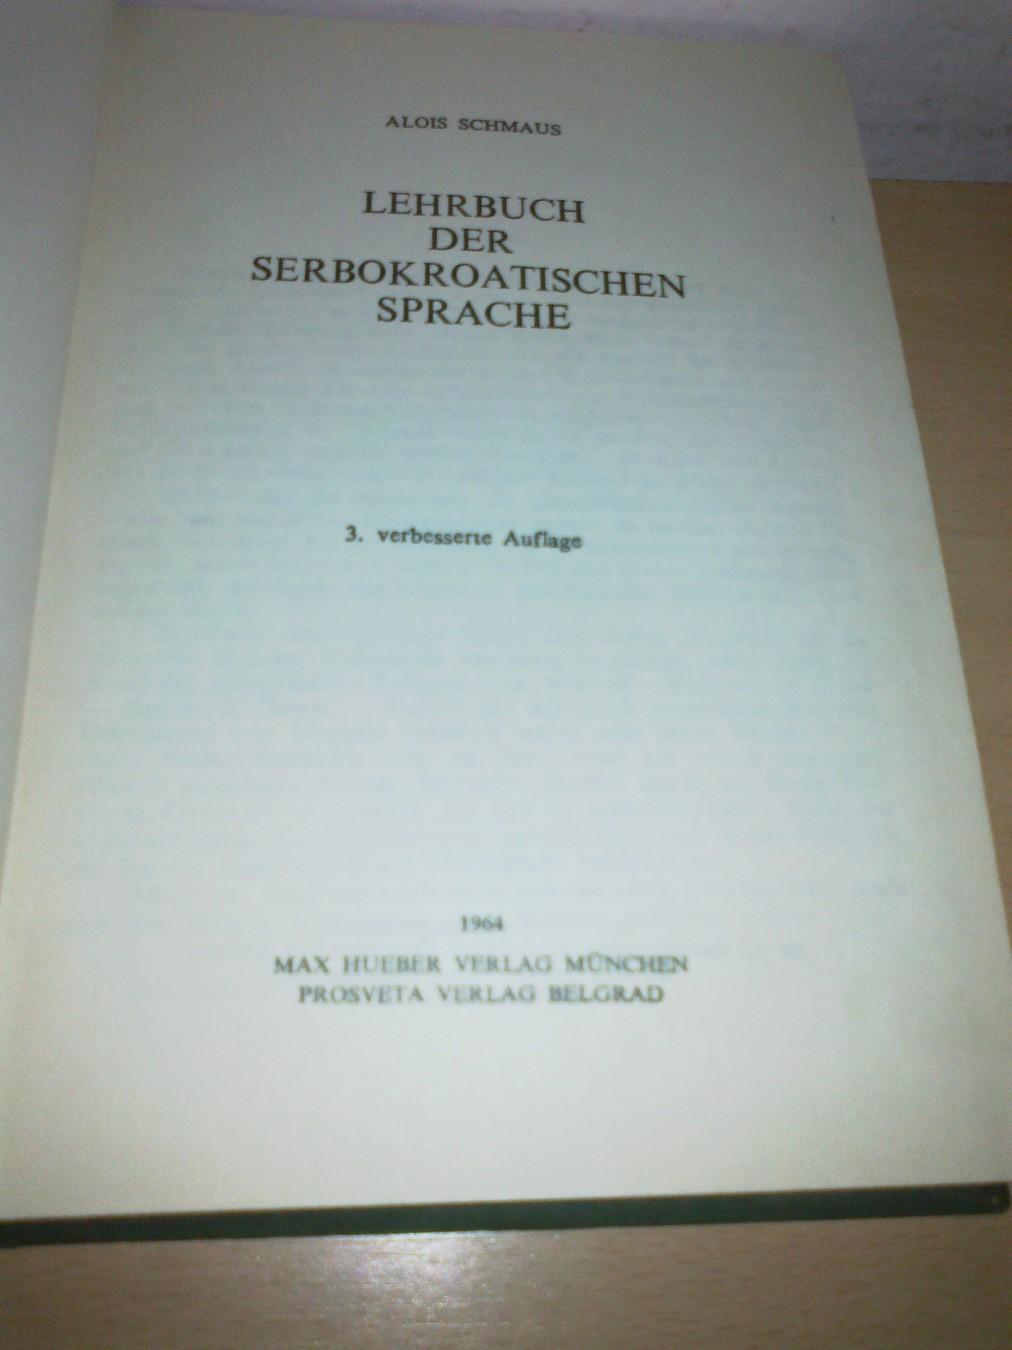 ALOIS SCHMAUS
LEHRBUCH
DER
SERBOKROATISCHEN
SPRACHE
3. verbesserte Auflage
1964
MAX HUEBER VERLAG MÜNCHEN
PROSVETA VERLAG BELGRAD